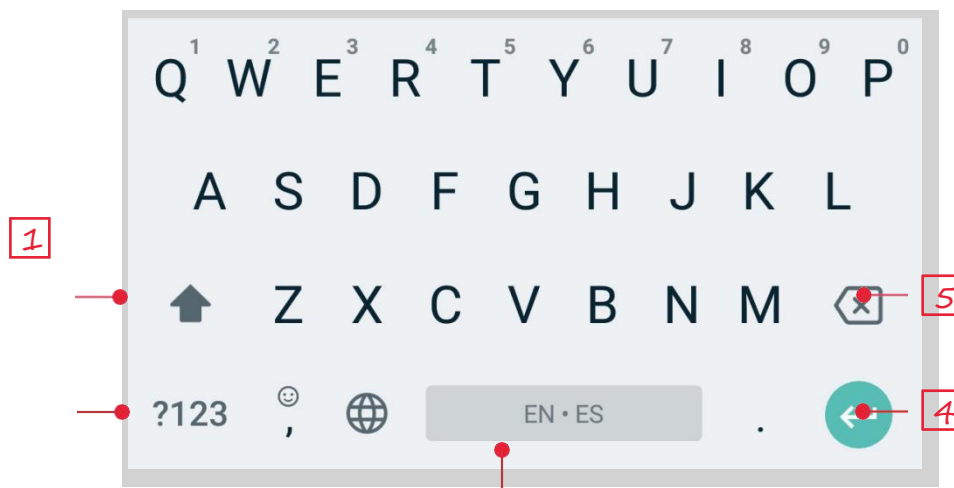 1 2 3 4 5 6 7 8 9 0
Q W E R T Y U I O P
A S D F G H J K L
1
Z X C V B N M
5
?123 , EN • ES .
4